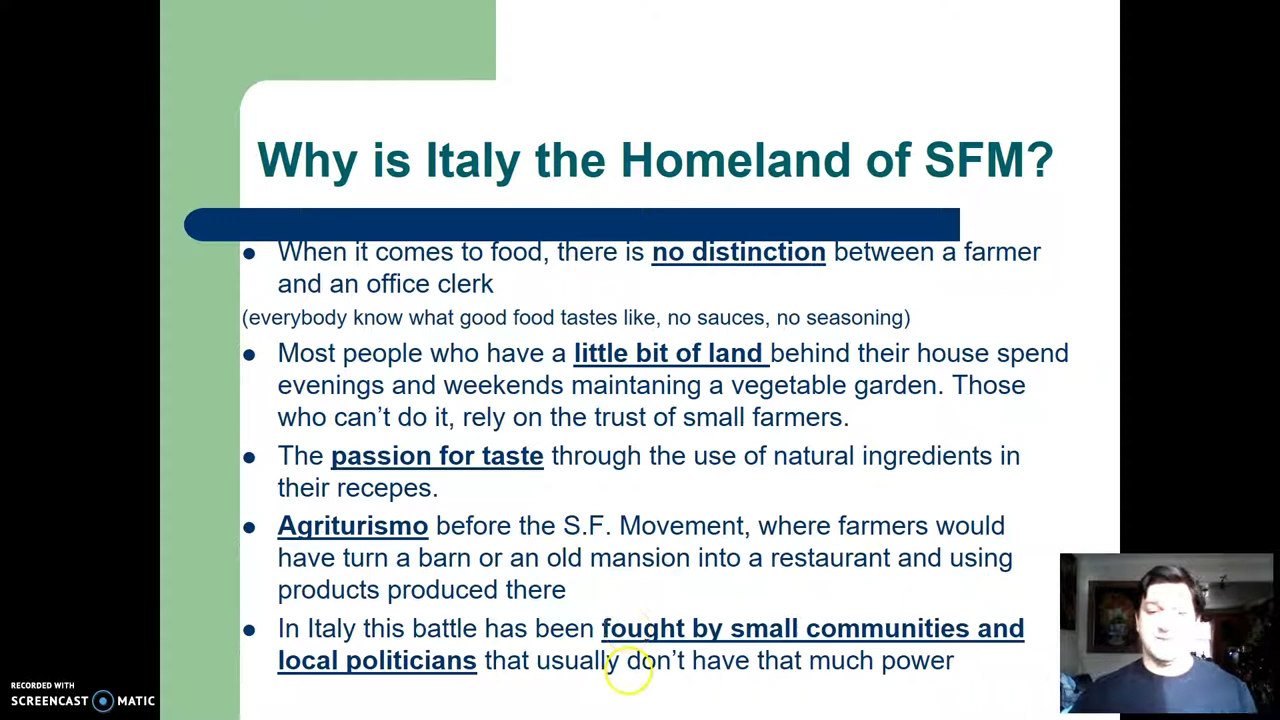 Why is Italy the Homeland of SFM?
When it comes to food, there is no distinction between a farmer
and an office clerk
(everybody know what good food tastes like, no sauces, no seasoning)
Most people who have a little bit of land behind their house spend
evenings and weekends maintaning a vegetable garden. Those
who can't do it, rely on the trust of small farmers.
The passion for taste through the use of natural ingredients in
their recepes.
Agriturismo before the S.F. Movement, where farmers would
have turn a barn or an old mansion into a restaurant and using
products produced there
In Italy this battle has been fought by small communities and
local politicians that usually don't have that much power
RECORDED WITH
SCREENCAST MATIC